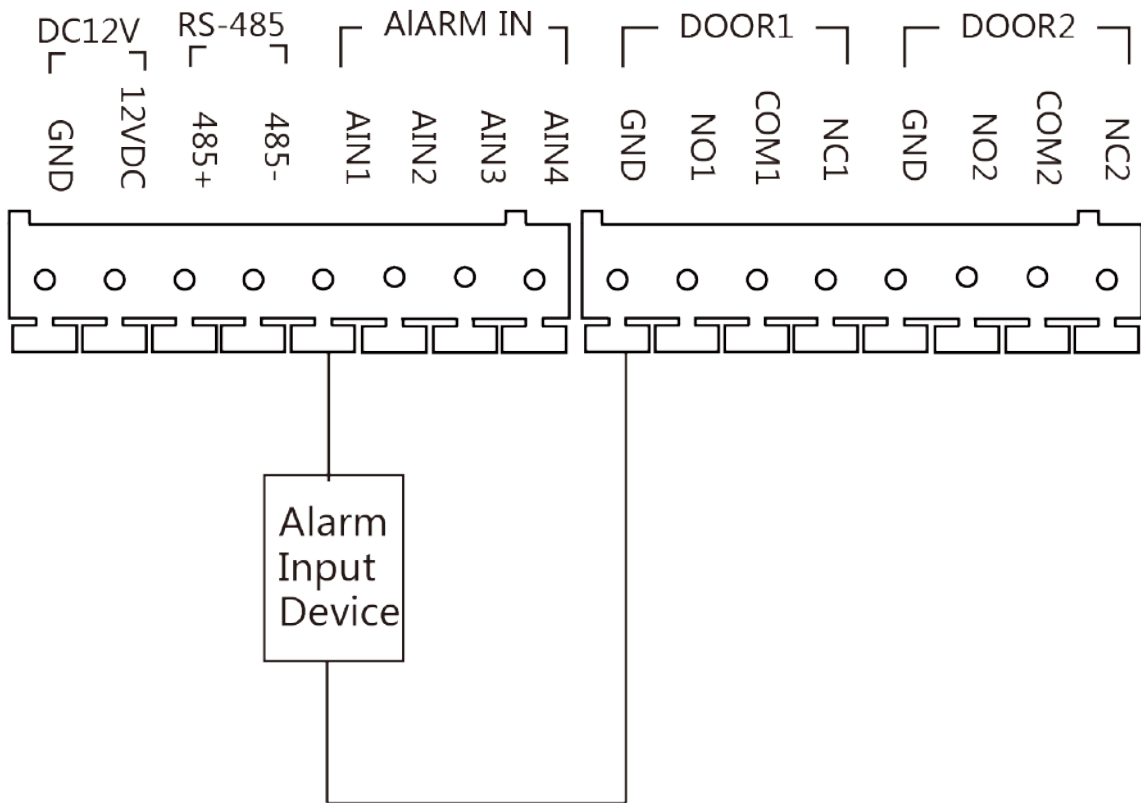 DC12V RS-485 AlARM IN DOOR1 DOOR2
GND 12VDC 485+ 485- AIN1 AIN2 AIN3 AIN4 GND NO1 COM1 NC1 GND NO2 COM2 NC2
Alarm
Input
Device